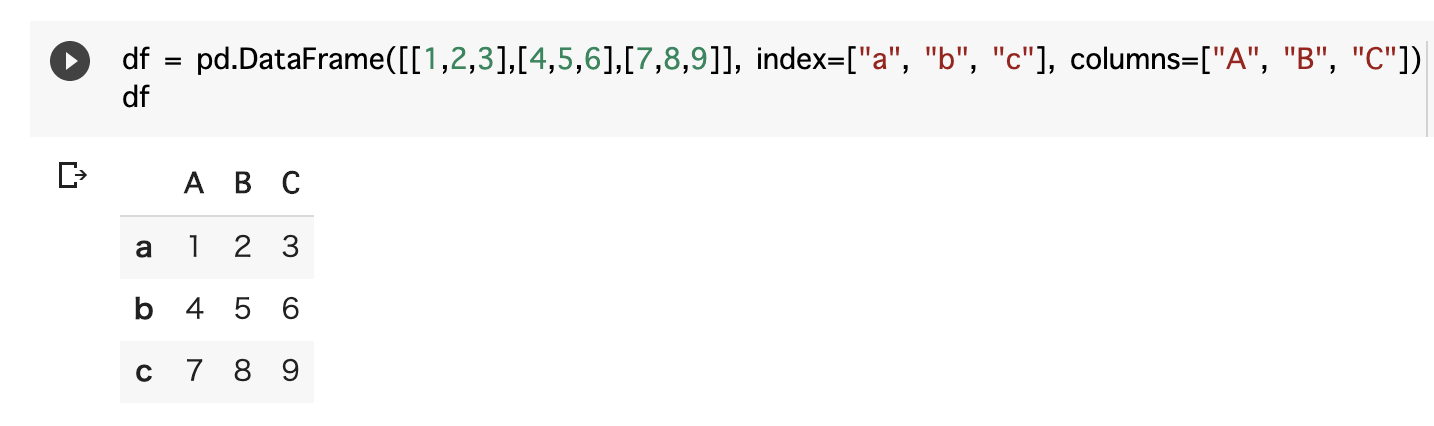 df = pd.DataFrame([[1,2,3],[4,5,6],[7,8,9]], index=["a", "b", "c"], columns=["A", "B", "C"])
df
A B C
a 1 2 3
b 4 5 6
c 7 8 9